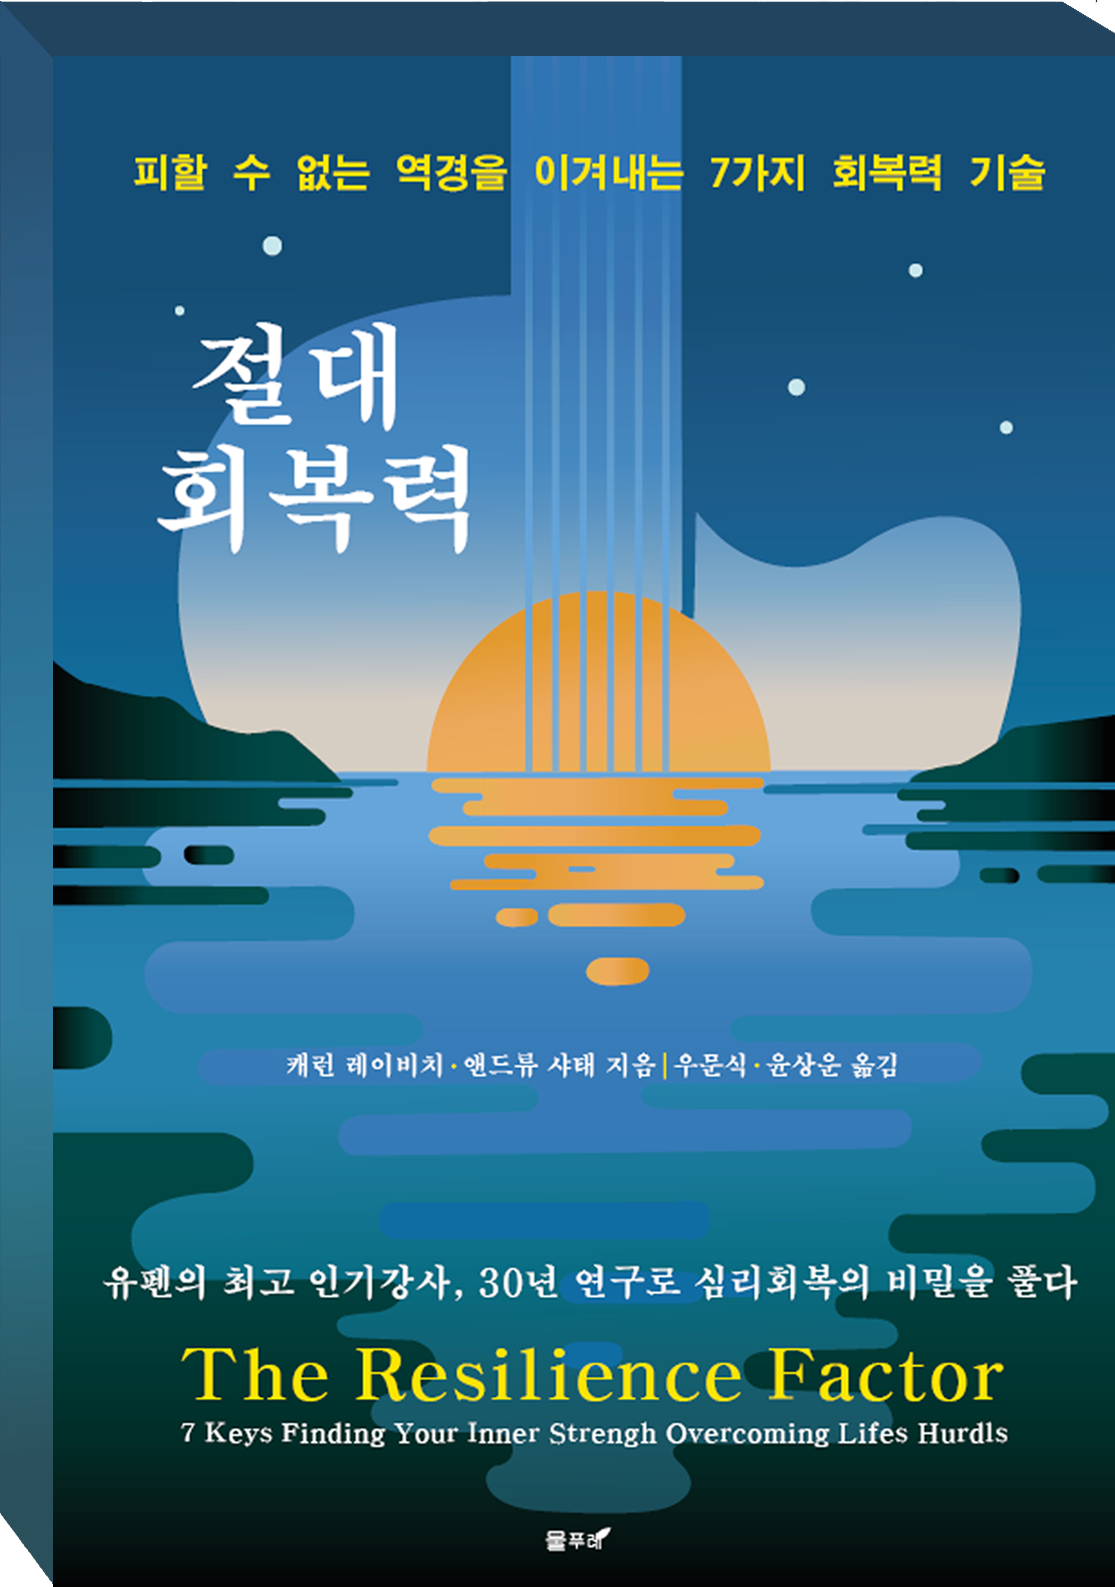 피할 수 없는 역경을 이겨내는 7가지 회복력 기술
절대
회복력
캐런 레이비치·앤드류 샤태 지음|우문식·윤상운 옮김
유펜의 최고 인기강사, 30년 연구로 심리회복의 비밀을 풀다
The Resilience Factor
7 Keys Finding Your Inner Strengh Overcoming Lifes Hurdls
물푸레